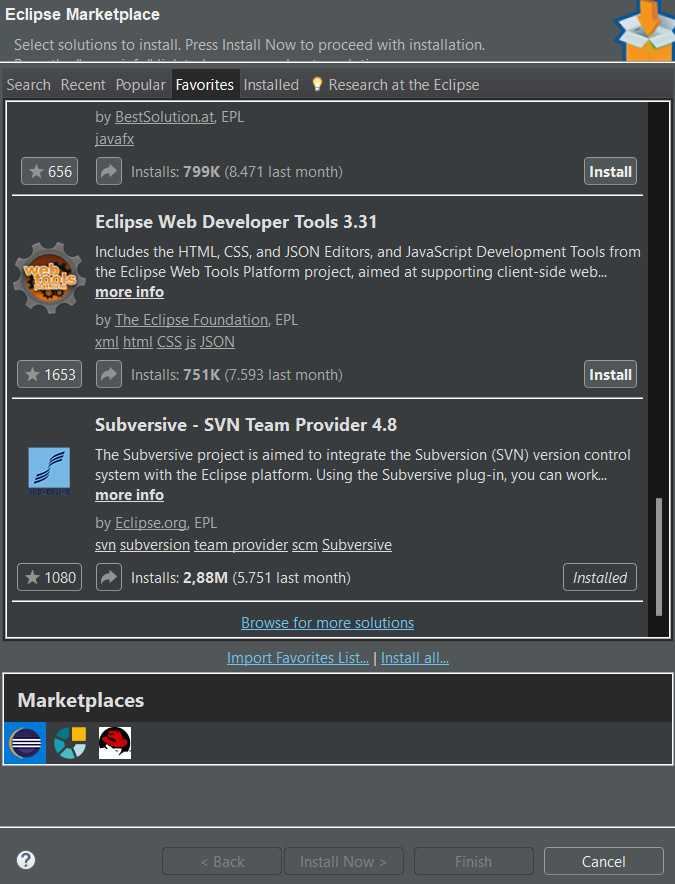 Eclipse Marketplace
Select solutions to install. Press Install Now to proceed with installation.
Search Recent Popular Favorites Installed Research at the Eclipse
by BestSolution.at, EPL
javafx
656 Installs: 799K (8.471 last month) Install
Eclipse Web Developer Tools 3.31
Includes the HTML, CSS, and JSON Editors, and JavaScript Development Tools from
the Eclipse Web Tools Platform project, aimed at supporting client-side web...
more info
web
tools
platform
by The Eclipse Foundation, EPL
xml html CSS js JSON
1653 Installs: 751K (7.593 last month) Install
Subversive - SVN Team Provider 4.8
The Subversive project is aimed to integrate the Subversion (SVN) version control
system with the Eclipse platform. Using the Subversive plug-in, you can work...
more info
SUBVERSIVE
by Eclipse.org, EPL
svn subversion team provider scm Subversive
1080 Installs: 2,88M (5.751 last month) Installed
Browse for more solutions
Import Favorites List... | Install all...
Marketplaces
? < Back Install Now > Finish Cancel